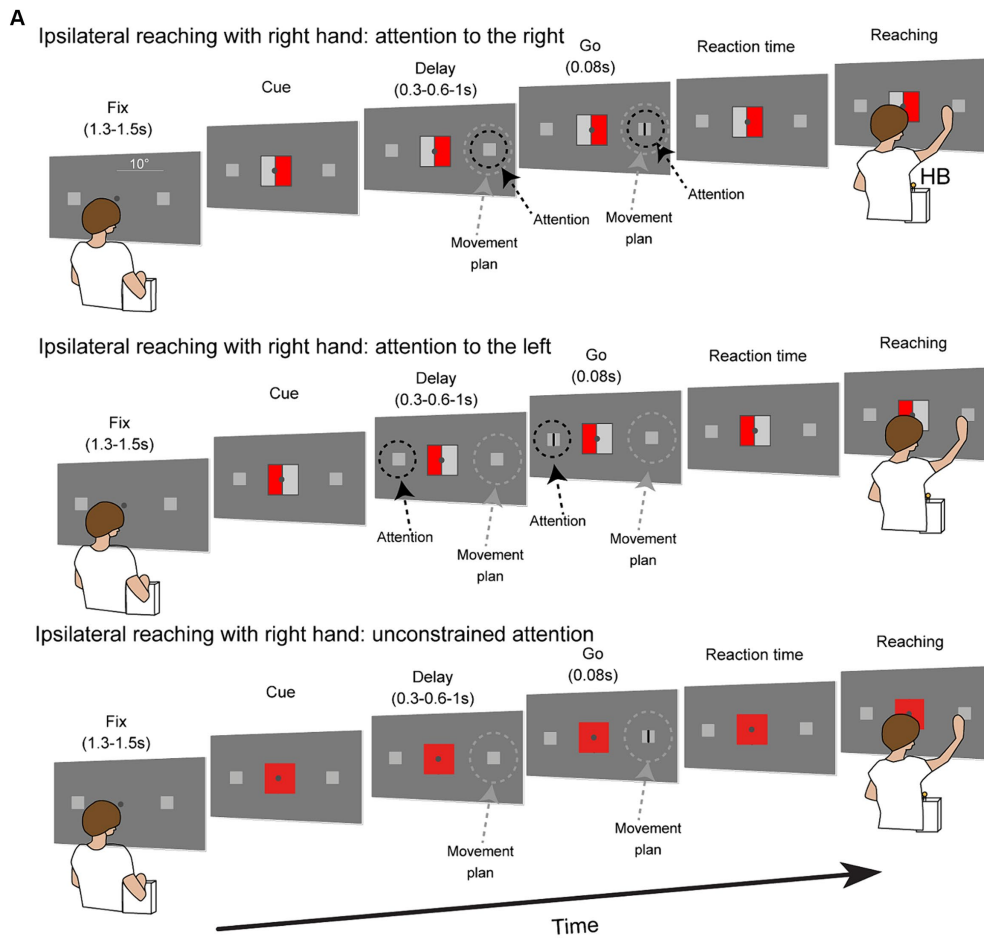 A
Ipsilateral reaching with right hand: attention to the right
Fix
(1.3-1.5s)
Cue
Delay
(0.3-0.6-1s)
Go
(0.08s)
Reaction time
Reaching
10°
HB
Attention
Movement
plan
Attention
Movement
plan
Ipsilateral reaching with right hand: attention to the left
Fix
(1.3-1.5s)
Cue
Delay
(0.3-0.6-1s)
Go
(0.08s)
Reaction time
Reaching
Attention
Movement
plan
Attention
Movement
plan
Ipsilateral reaching with right hand: unconstrained attention
Fix
(1.3-1.5s)
Cue
Delay
(0.3-0.6-1s)
Go
(0.08s)
Reaction time
Reaching
Movement
plan
Movement
plan
Time